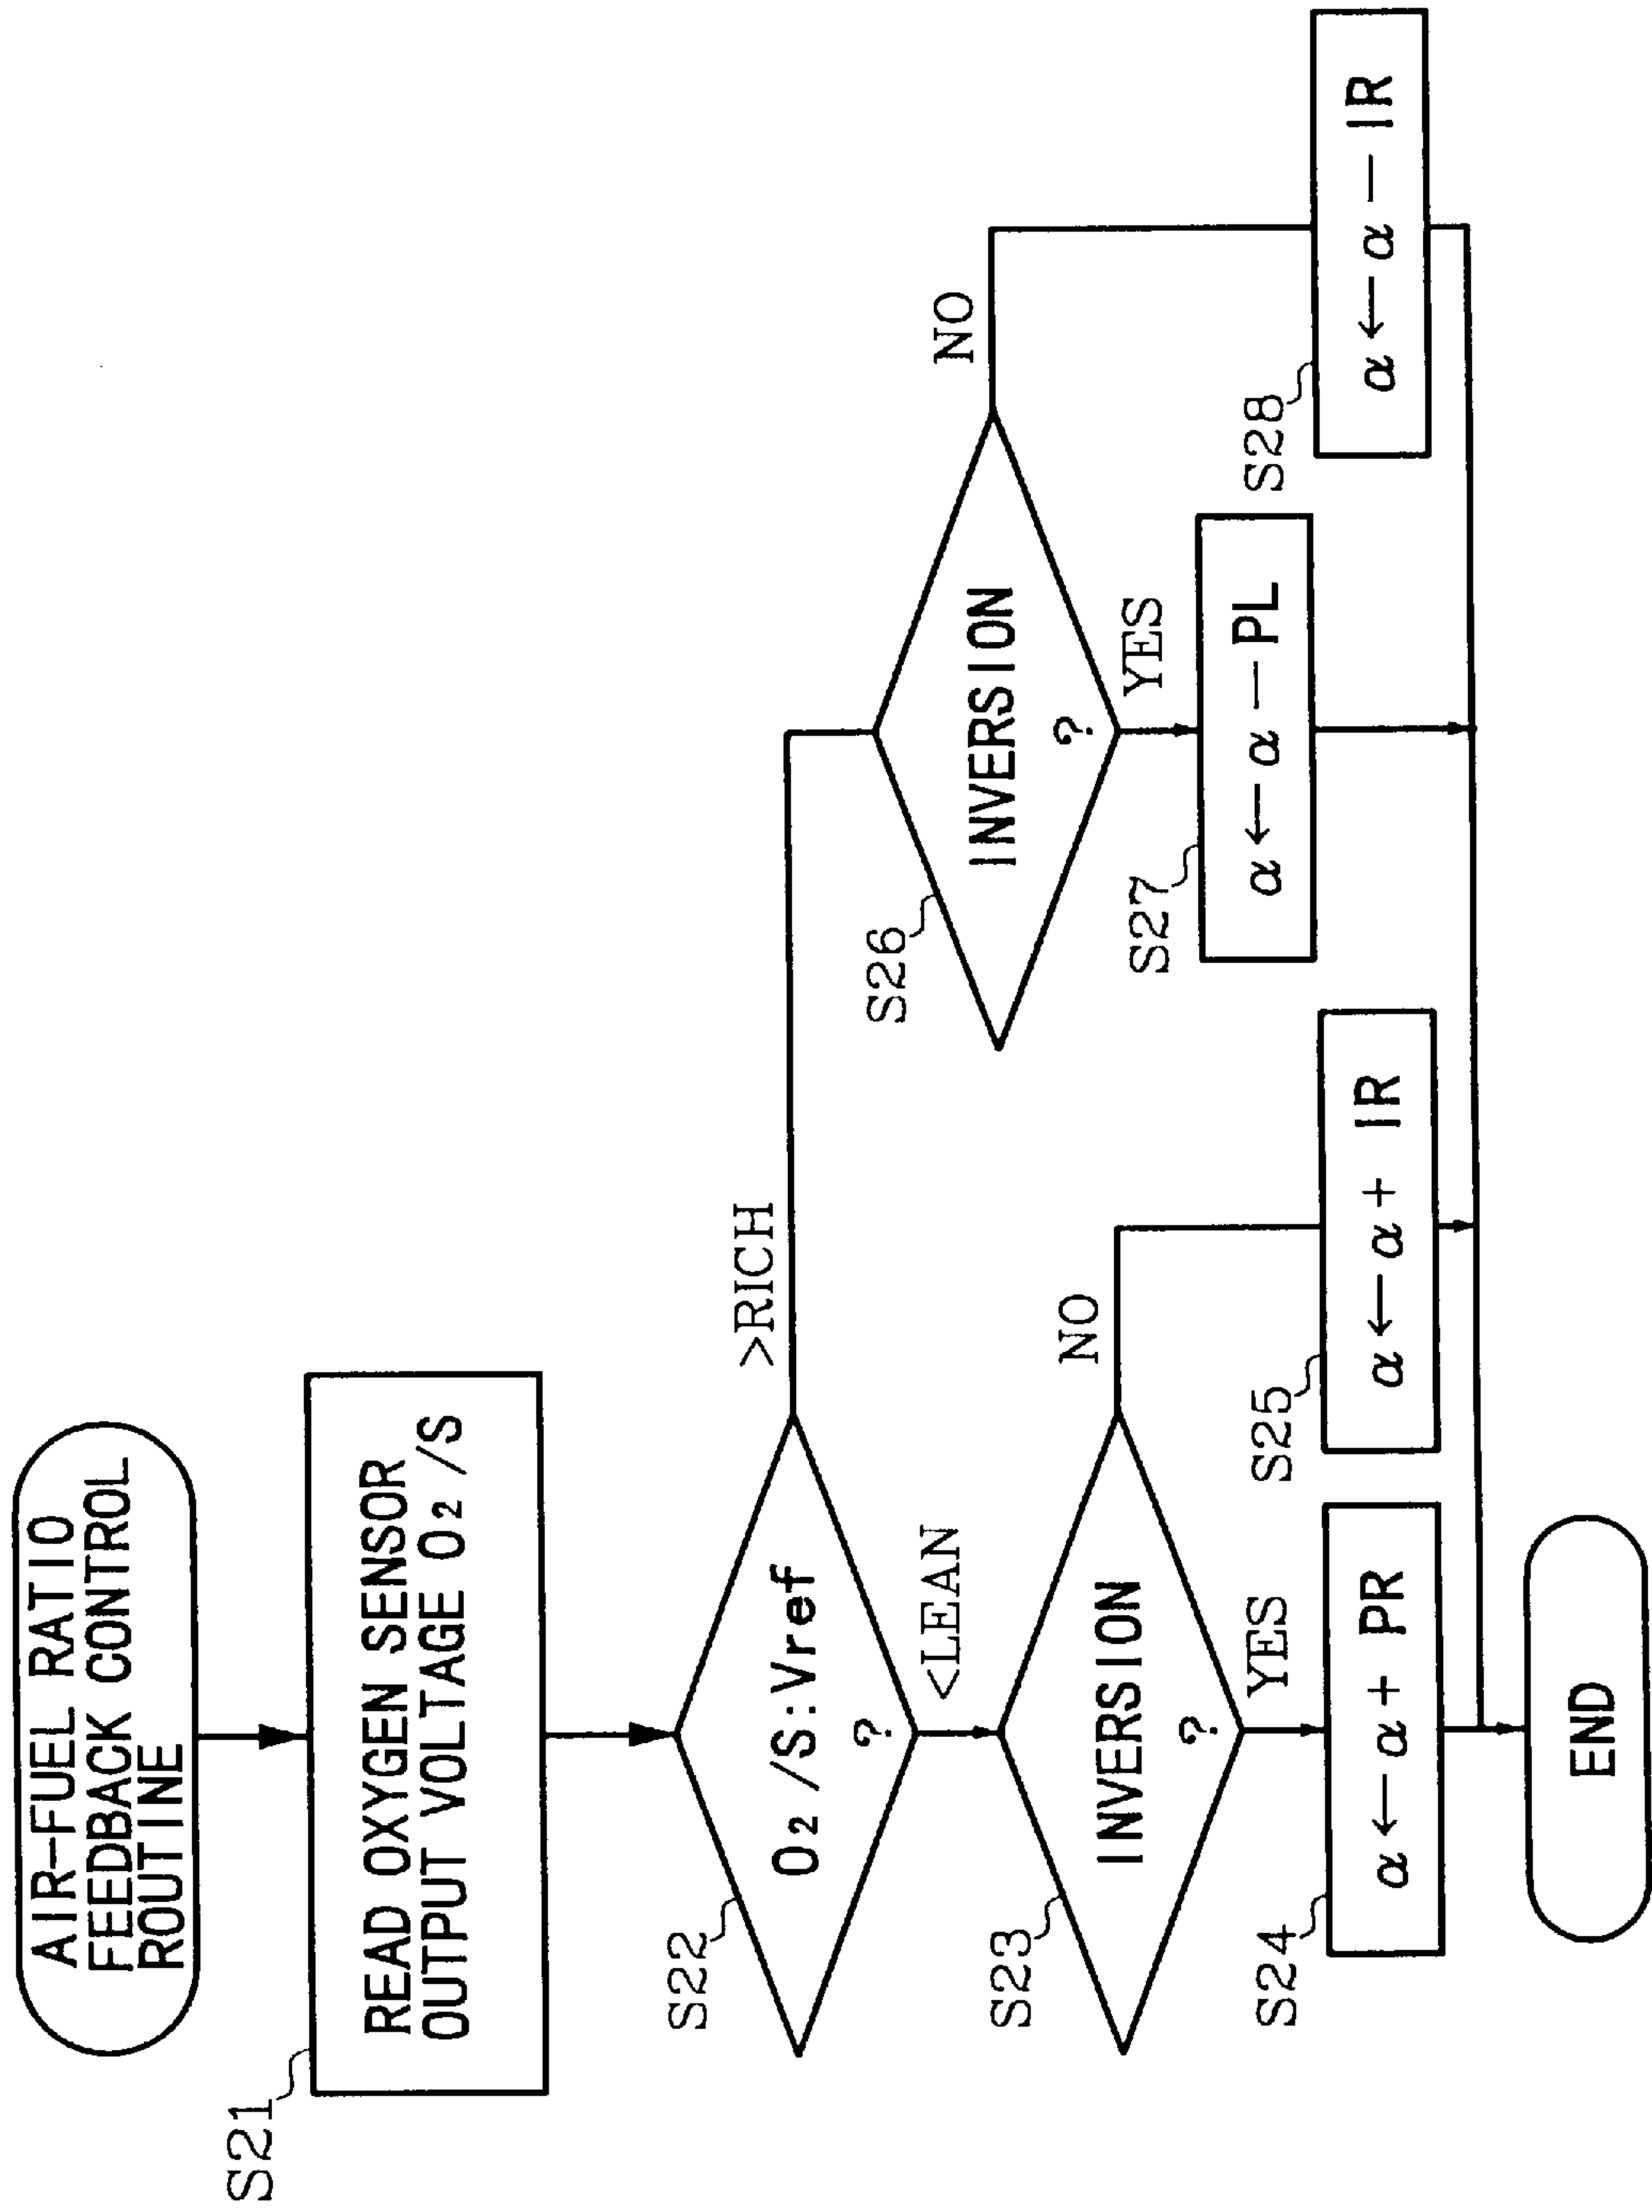 AIR-FUEL RATIO
FEEDBACK CONTROL
ROUTINE
S21
READ OXYGEN SENSOR
OUTPUT VOLTAGE O₂ /S
S22
O₂ /S:Vref
?
>RICH
<LEAN
S23
INVERSION
?
NO
YES
S24
α ← α + PR
S25
α ← α + IR
S26
INVERSION
?
NO
YES
S27
α ← α − PL
S28
α ← α − IR
END